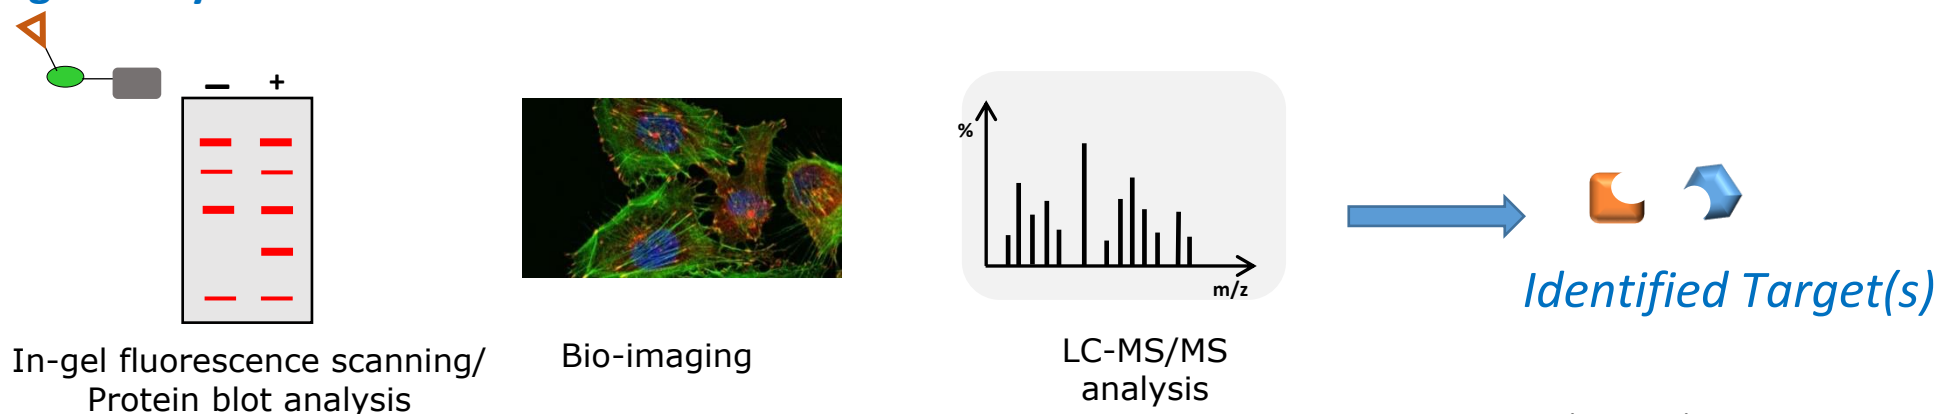 — +
%
m/z
Identified Target(s)
In-gel fluorescence scanning/
Protein blot analysis
Bio-imaging
LC-MS/MS
analysis